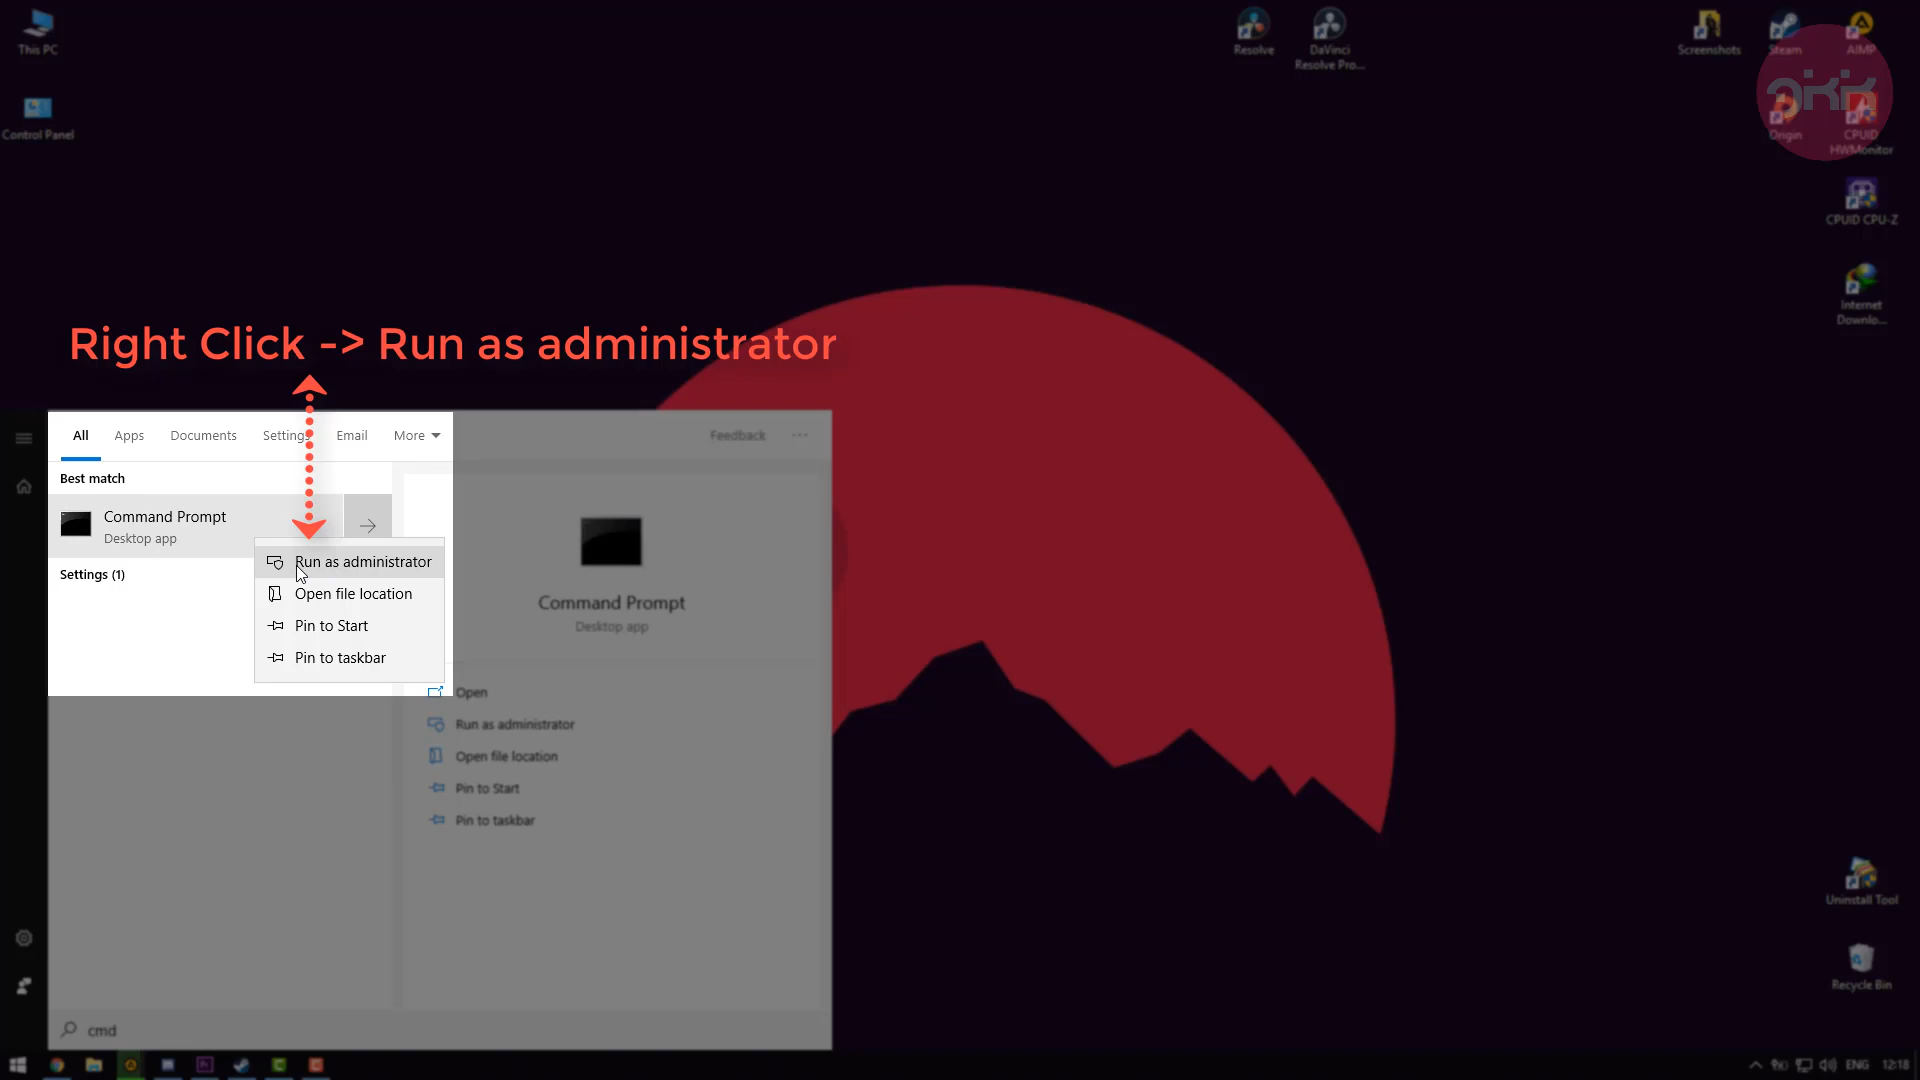 This PC
Control Panel
Resolve
DaVinci
Resolve Pro...
Screenshots
Steam
AIMP
Origin
CPUID
HWMonitor
CPUID CPU-Z
Internet
Downlo...
Right Click -> Run as administrator
All
Apps
Documents
Settings
Email
More
Feedback
Best match
Command Prompt
Desktop app
Settings (1)
Run as administrator
Open file location
Pin to Start
Pin to taskbar
Command Prompt
Desktop app
Open
Run as administrator
Open file location
Pin to Start
Pin to taskbar
Uninstall Tool
Recycle Bin
cmd
ENG
12:18